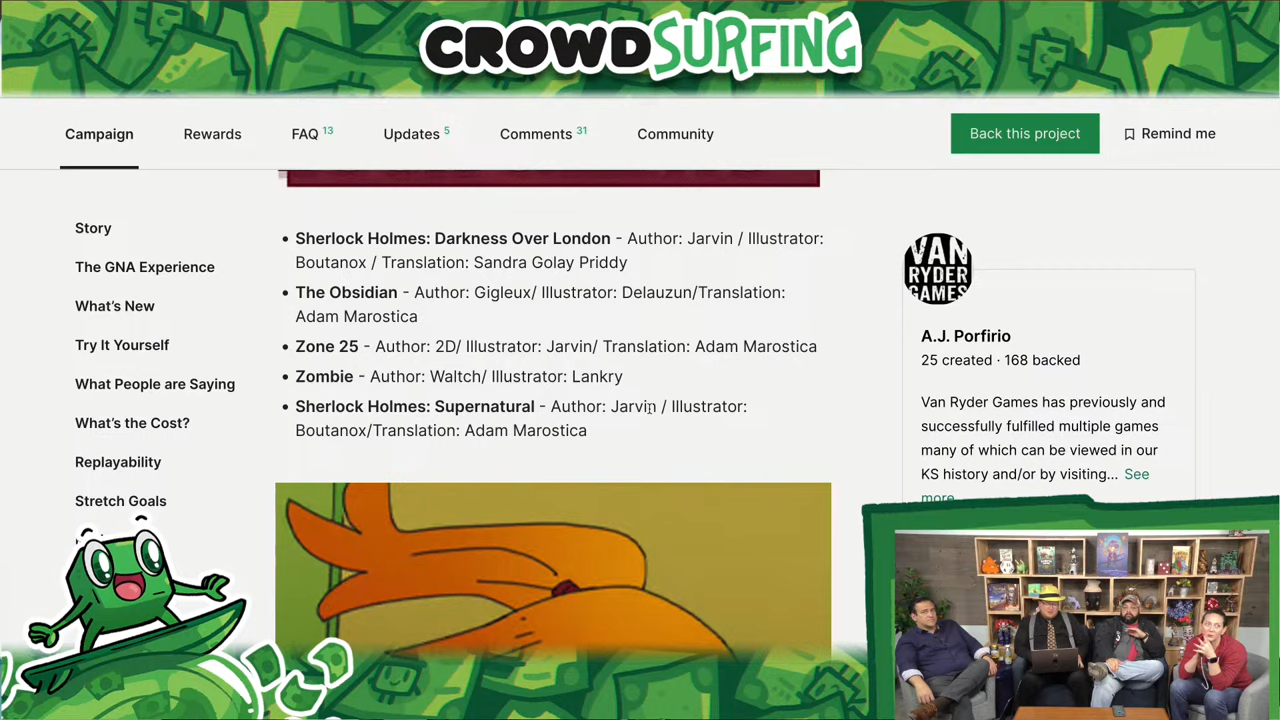 CROWDSURFING
Campaign
Rewards
FAQ 13
Updates 5
Comments 31
Community
Back this project
Remind me
Story
The GNA Experience
What's New
Try It Yourself
What People are Saying
What's the Cost?
Replayability
Stretch Goals
• Sherlock Holmes: Darkness Over London - Author: Jarvin / Illustrator:
Boutanox / Translation: Sandra Golay Priddy
• The Obsidian - Author: Gigleux/ Illustrator: Delauzun/Translation:
Adam Marostica
• Zone 25 - Author: 2D/ Illustrator: Jarvin/ Translation: Adam Marostica
• Zombie - Author: Waltch/ Illustrator: Lankry
• Sherlock Holmes: Supernatural - Author: Jarvin / Illustrator:
Boutanox/Translation: Adam Marostica
VAN
RYDER
GAMES
A.J. Porfirio
25 created · 168 backed
Van Ryder Games has previously and
successfully fulfilled multiple games
many of which can be viewed in our
KS history and/or by visiting... See
more